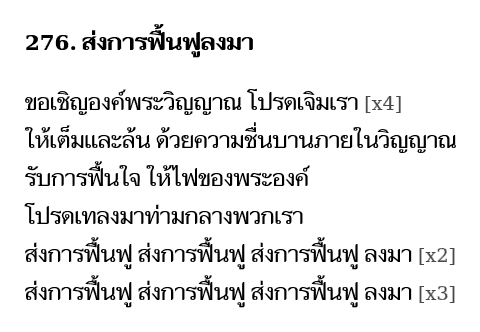 276. ส่งการฟื้นฟูลงมา
ขอเชิญองค์พระวิญญาณ โปรดเจิมเรา [x4]
ให้เต็มและล้น ด้วยความชื่นบานภายในวิญญาณ
รับการฟื้นใจ ให้ไฟของพระองค์
โปรดเทลงมาท่ามกลางพวกเรา
ส่งการฟื้นฟู ส่งการฟื้นฟู ส่งการฟื้นฟู ลงมา [x2]
ส่งการฟื้นฟู ส่งการฟื้นฟู ส่งการฟื้นฟู ลงมา [x3]